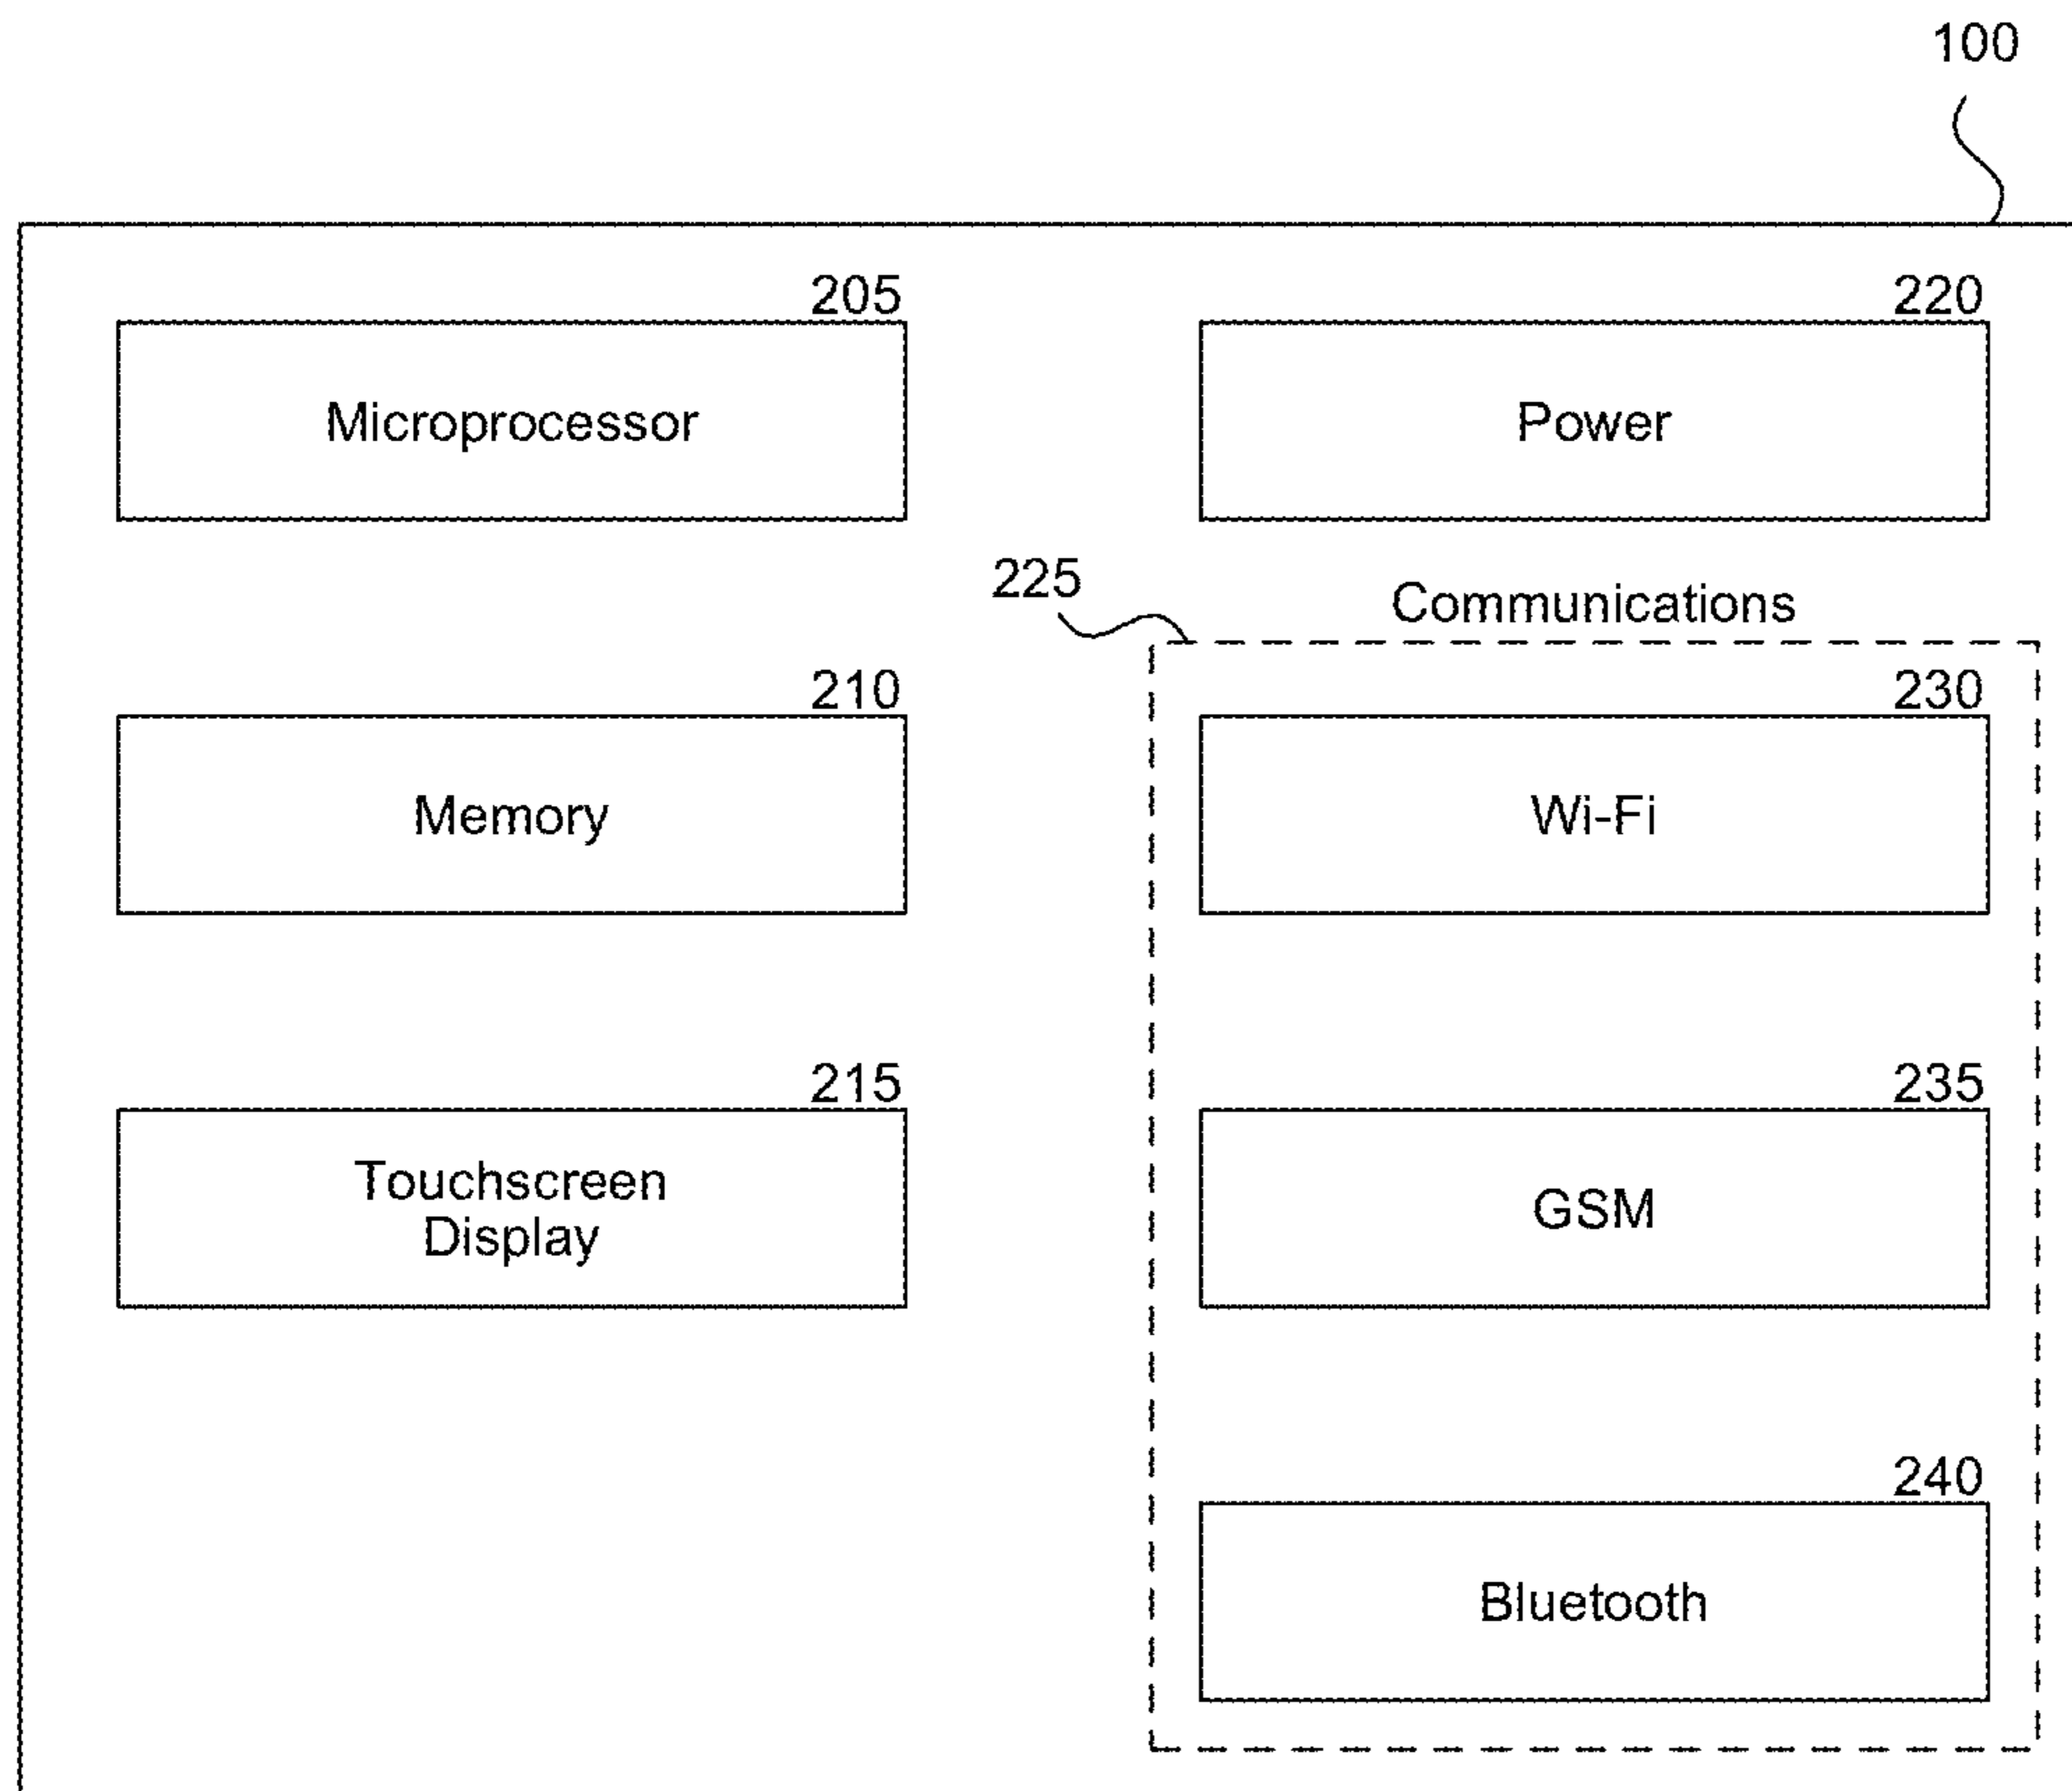 100
205
Microprocessor
220
Power
225
Communications
210
Memory
230
Wi-Fi
215
Touchscreen
Display
235
GSM
240
Bluetooth